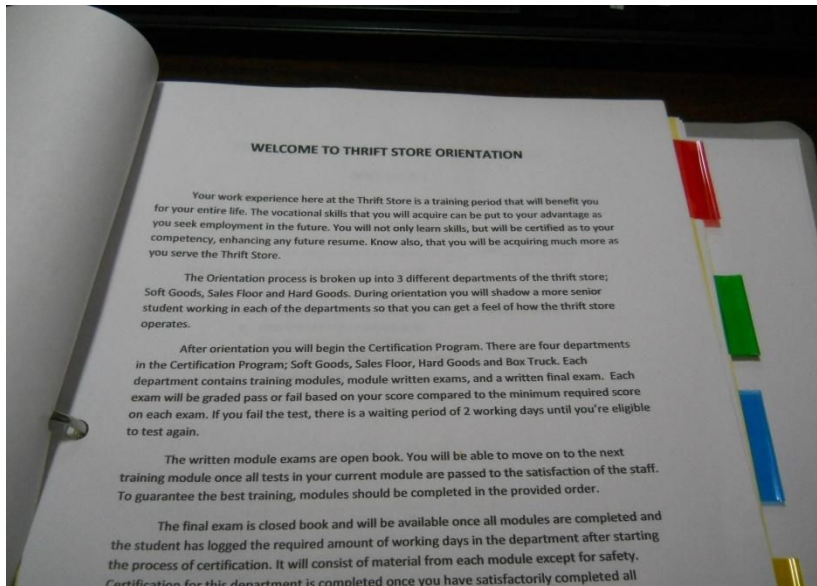 WELCOME TO THRIFT STORE ORIENTATION
Your work experience here at the Thrift Store is a training period that will benefit you
for your entire life. The vocational skills that you will acquire can be put to your advantage as
you seek employment in the future. You will not only learn skills, but will be certified as to your
competency, enhancing any future resume. Know also, that you will be acquiring much more as
you serve the Thrift Store.
The Orientation process is broken up into 3 different departments of the thrift store;
Soft Goods, Sales Floor and Hard Goods. During orientation you will shadow a more senior
student working in each of the departments so that you can get a feel of how the thrift store
operates.
After orientation you will begin the Certification Program. There are four departments
in the Certification Program; Soft Goods, Sales Floor, Hard Goods and Box Truck. Each
department contains training modules, module written exams, and a written final exam. Each
exam will be graded pass or fail based on your score compared to the minimum required score
on each exam. If you fail the test, there is a waiting period of 2 working days until you're eligible
to test again.
The written module exams are open book. You will be able to move on to the next
training module once all tests in your current module are passed to the satisfaction of the staff.
To guarantee the best training, modules should be completed in the provided order.
The final exam is closed book and will be available once all modules are completed and
the student has logged the required amount of working days in the department after starting
the process of certification. It will consist of material from each module except for safety.
Certification for this department is completed once you have satisfactorily completed all